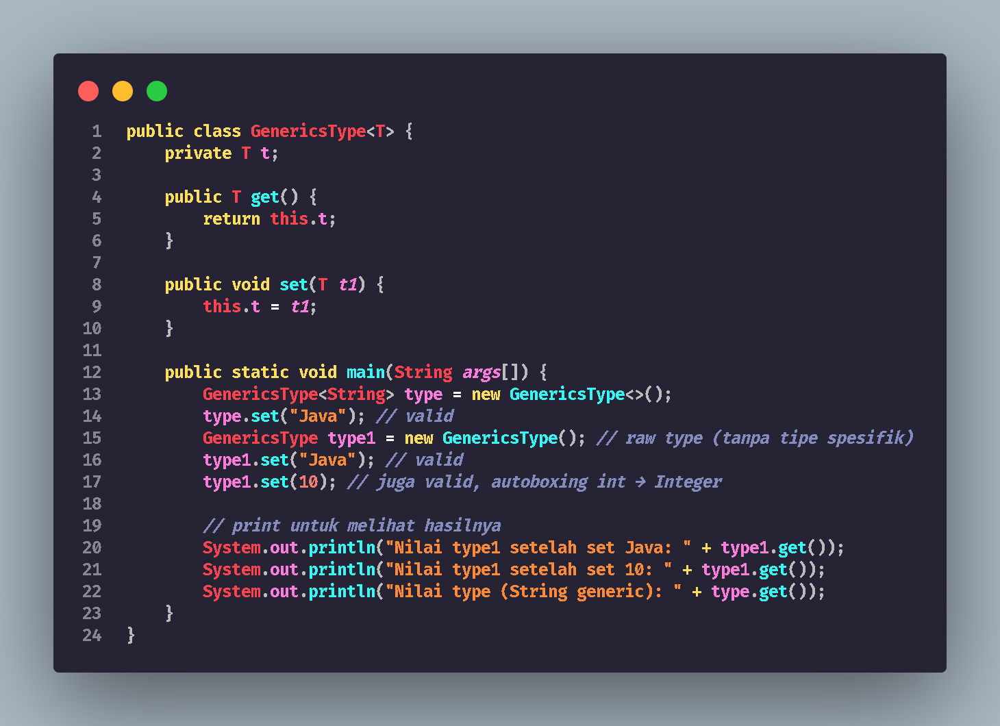 1 public class GenericsType<T> {
2     private T t;
3
4     public T get() {
5         return this.t;
6     }
7
8     public void set(T t1) {
9         this.t = t1;
10     }
11
12     public static void main(String args[]) {
13         GenericsType<String> type = new GenericsType<>();
14         type.set("Java"); // valid
15         GenericsType type1 = new GenericsType(); // raw type (tanpa tipe spesifik)
16         type1.set("Java"); // valid
17         type1.set(10); // juga valid, autoboxing int → Integer
18
19         // print untuk melihat hasilnya
20         System.out.println("Nilai type1 setelah set Java: " + type1.get());
21         System.out.println("Nilai type1 setelah set 10: " + type1.get());
22         System.out.println("Nilai type (String generic): " + type.get());
23     }
24 }